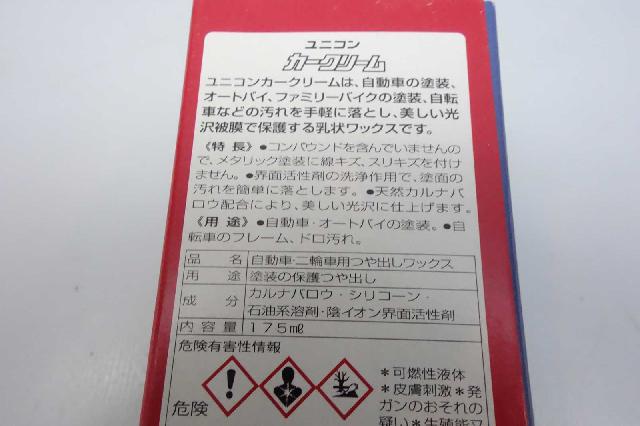 ユニコン
カークリーム
ユニコンカークリームは、自動車の塗装、
オートバイ、ファミリーバイクの塗装、自転
車などの汚れを手軽に落とし、美しい光
沢被膜で保護する乳状ワックスです。
《特長》●コンパウンドを含んでいませんの
で、メタリック塗装に線キズ、スリキズを付け
ません。●界面活性剤の洗浄作用で、塗面の
汚れを簡単に落とします。●天然カルナバ
ロウ配合により、美しい光沢に仕上げます。
《用途》●自動車·オートバイの塗装。●自
転車のフレーム、ドロ汚れ。
品名 自動車·二輪車用つや出しワックス
用途 塗装の保護つや出し
成分 カルナバロウ·シリコーン·
石油系溶剤·陰イオン界面活性剤
内容量 175㎖
危険有害性情報
危険
＊可燃性液体
＊皮膚刺激＊発
ガンのおそれの
疑い＊生殖能又